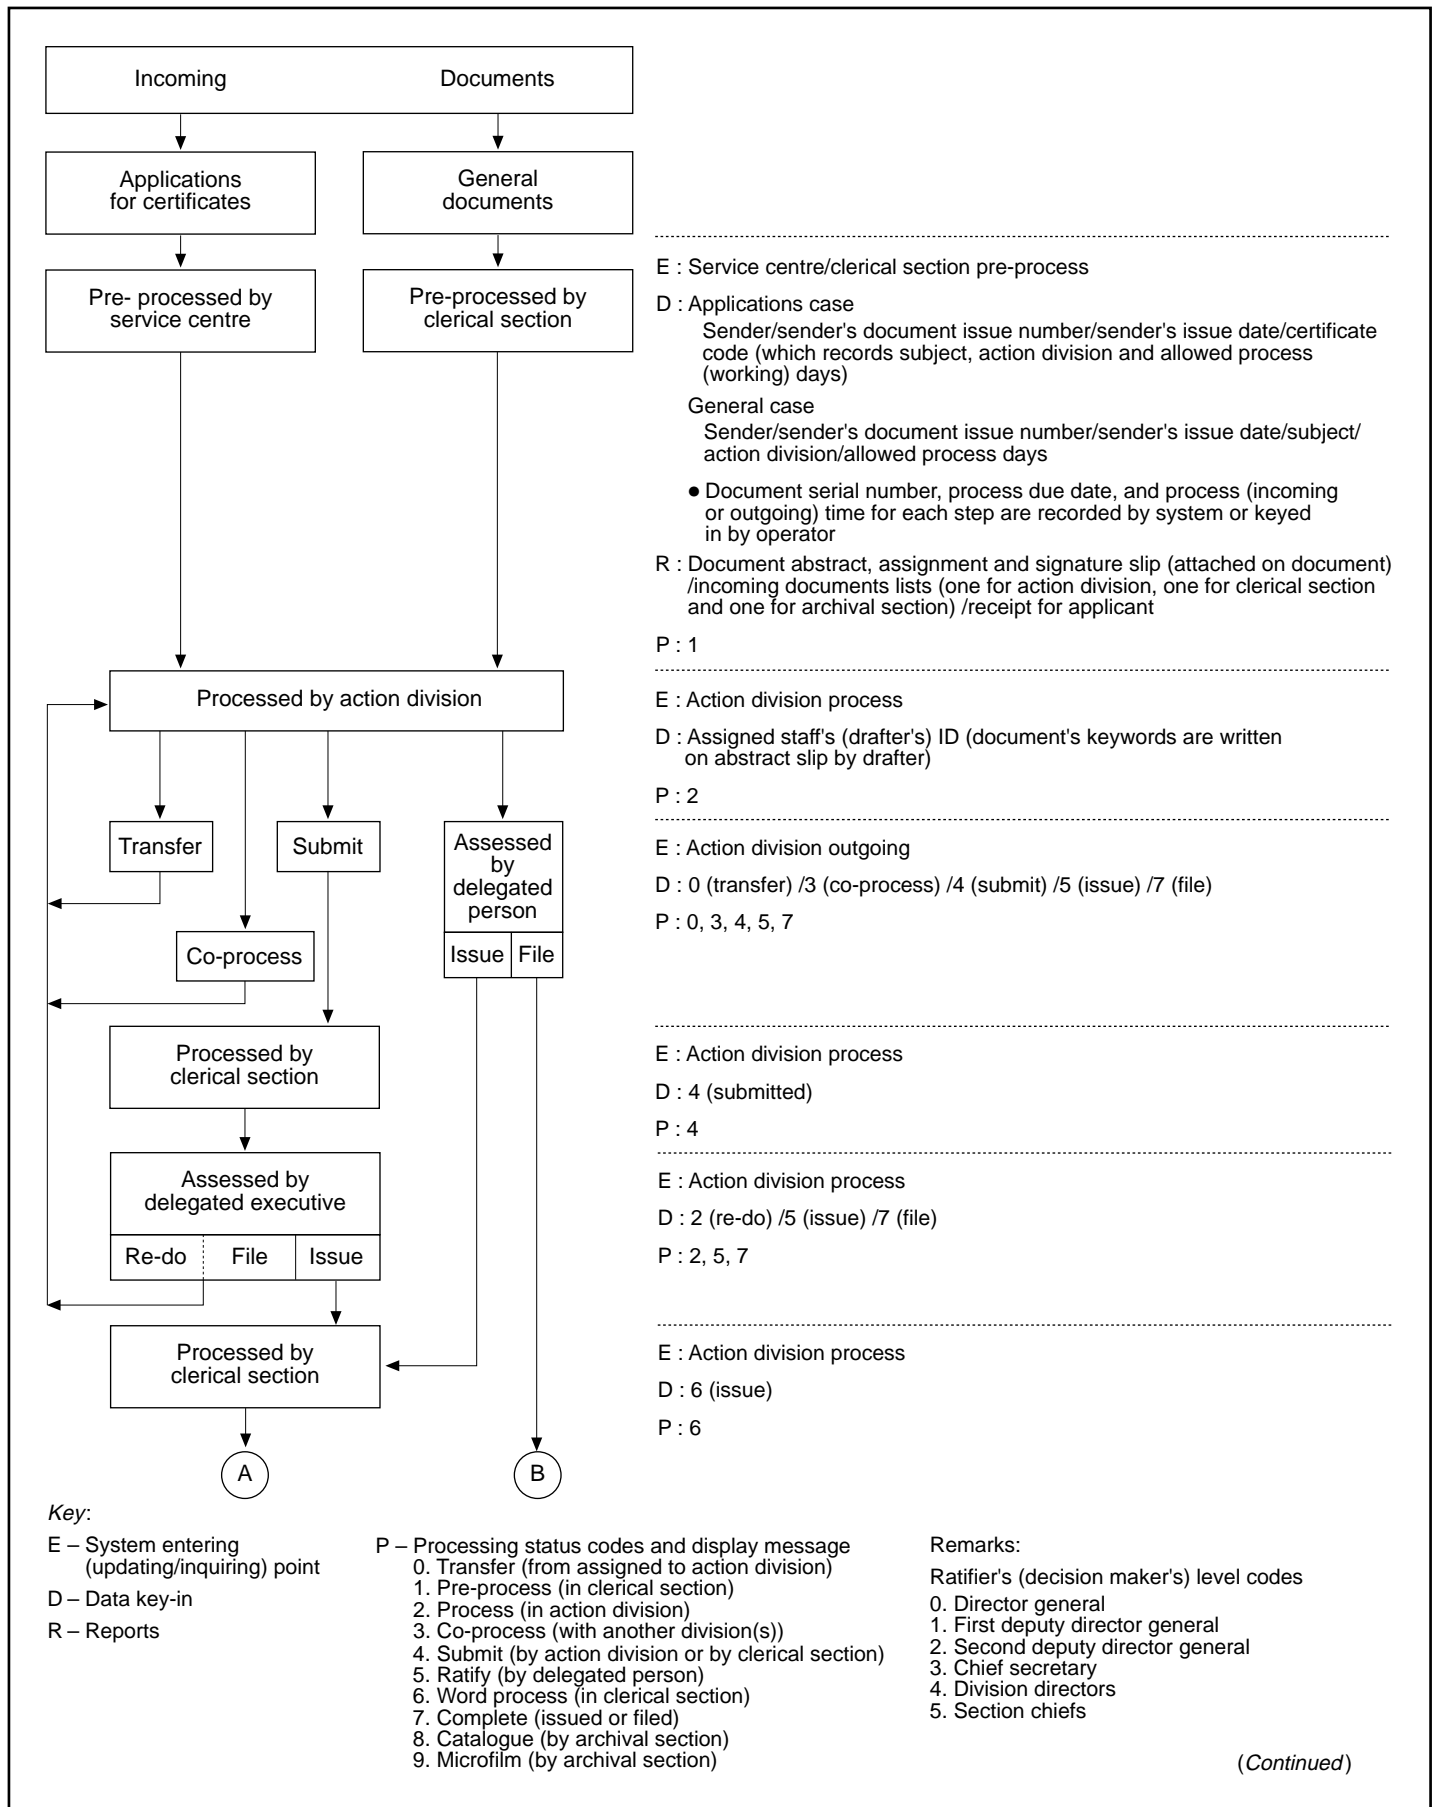 Incoming Documents
Applications
for certificates
General
documents
Pre- processed by
service centre
Pre-processed by
clerical section
E : Service centre/clerical section pre-process
D : Applications case
Sender/sender's document issue number/sender's issue date/certificate
code (which records subject, action division and allowed process
(working) days)
General case
Sender/sender's document issue number/sender's issue date/subject/
action division/allowed process days
● Document serial number, process due date, and process (incoming
or outgoing) time for each step are recorded by system or keyed
in by operator
R : Document abstract, assignment and signature slip (attached on document)
/incoming documents lists (one for action division, one for clerical section
and one for archival section) /receipt for applicant
P : 1
Processed by action division
E : Action division process
D : Assigned staff's (drafter's) ID (document's keywords are written
on abstract slip by drafter)
P : 2
Transfer
Submit
Assessed
by
delegated
person
Issue File
Co-process
E : Action division outgoing
D : 0 (transfer) /3 (co-process) /4 (submit) /5 (issue) /7 (file)
P : 0, 3, 4, 5, 7
Processed by
clerical section
E : Action division process
D : 4 (submitted)
P : 4
Assessed by
delegated executive
Re-do File Issue
E : Action division process
D : 2 (re-do) /5 (issue) /7 (file)
P : 2, 5, 7
Processed by
clerical section
E : Action division process
D : 6 (issue)
P : 6
A
B
Key:
E – System entering
(updating/inquiring) point
D – Data key-in
R – Reports
P – Processing status codes and display message
0. Transfer (from assigned to action division)
1. Pre-process (in clerical section)
2. Process (in action division)
3. Co-process (with another division(s))
4. Submit (by action division or by clerical section)
5. Ratify (by delegated person)
6. Word process (in clerical section)
7. Complete (issued or filed)
8. Catalogue (by archival section)
9. Microfilm (by archival section)
Remarks:
Ratifier's (decision maker's) level codes
0. Director general
1. First deputy director general
2. Second deputy director general
3. Chief secretary
4. Division directors
5. Section chiefs
(Continued)